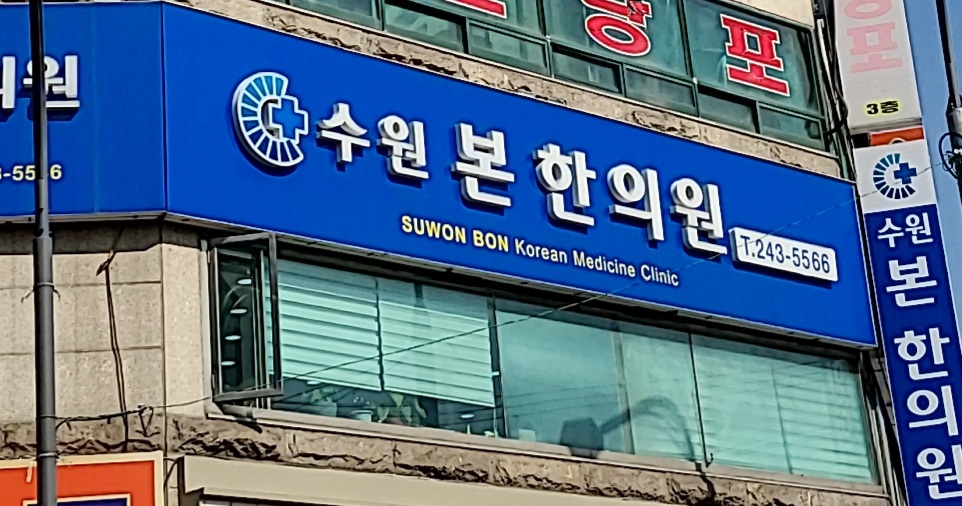 의원
5566
수원 본 한의원
SUWON BON Korean Medicine Clinic
T.243-5566
포
3층
수원
본
한
의
원